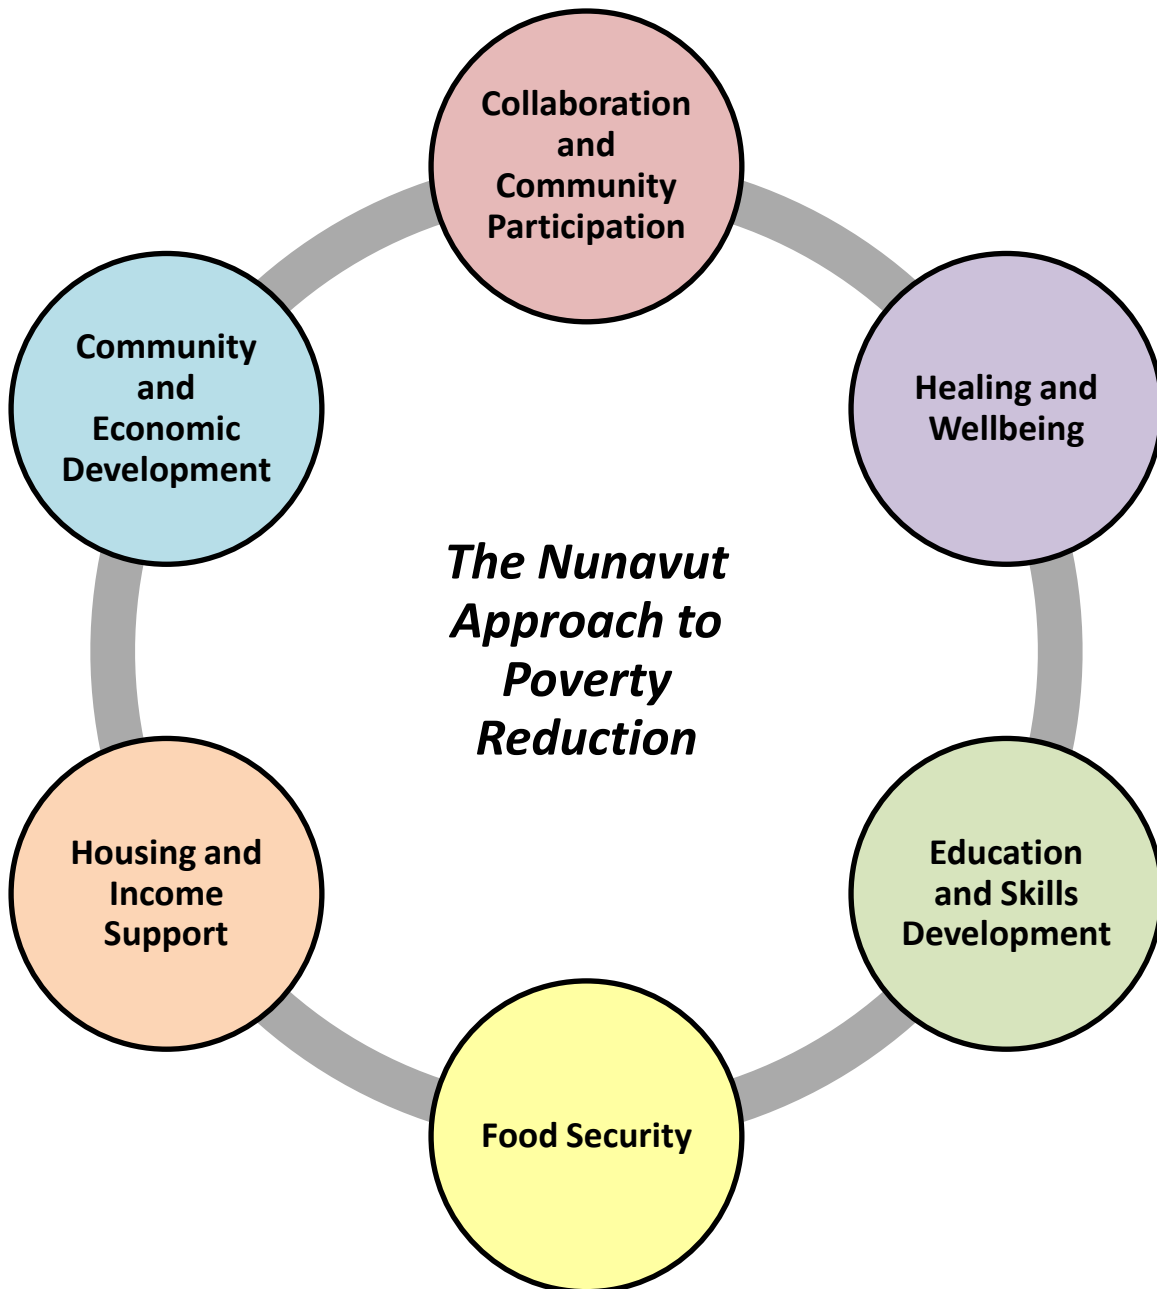 Collaboration
and
Community
Participation
Healing and
Wellbeing
Education
and Skills
Development
Food Security
Housing and
Income
Support
Community
and
Economic
Development
The Nunavut
Approach to
Poverty
Reduction